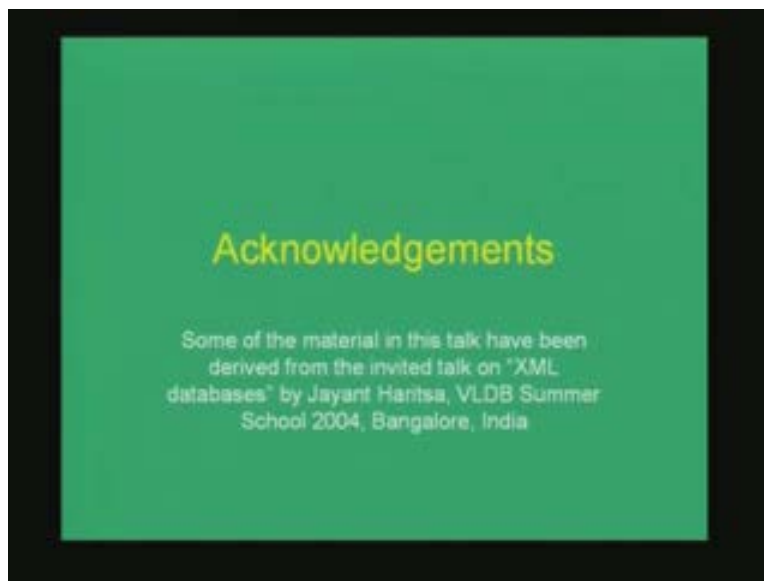 Acknowledgements
Some of the material in this talk have been
derived from the invited talk on "XML
databases" by Jayant Haritsa, VLDB Summer
School 2004, Bangalore, India